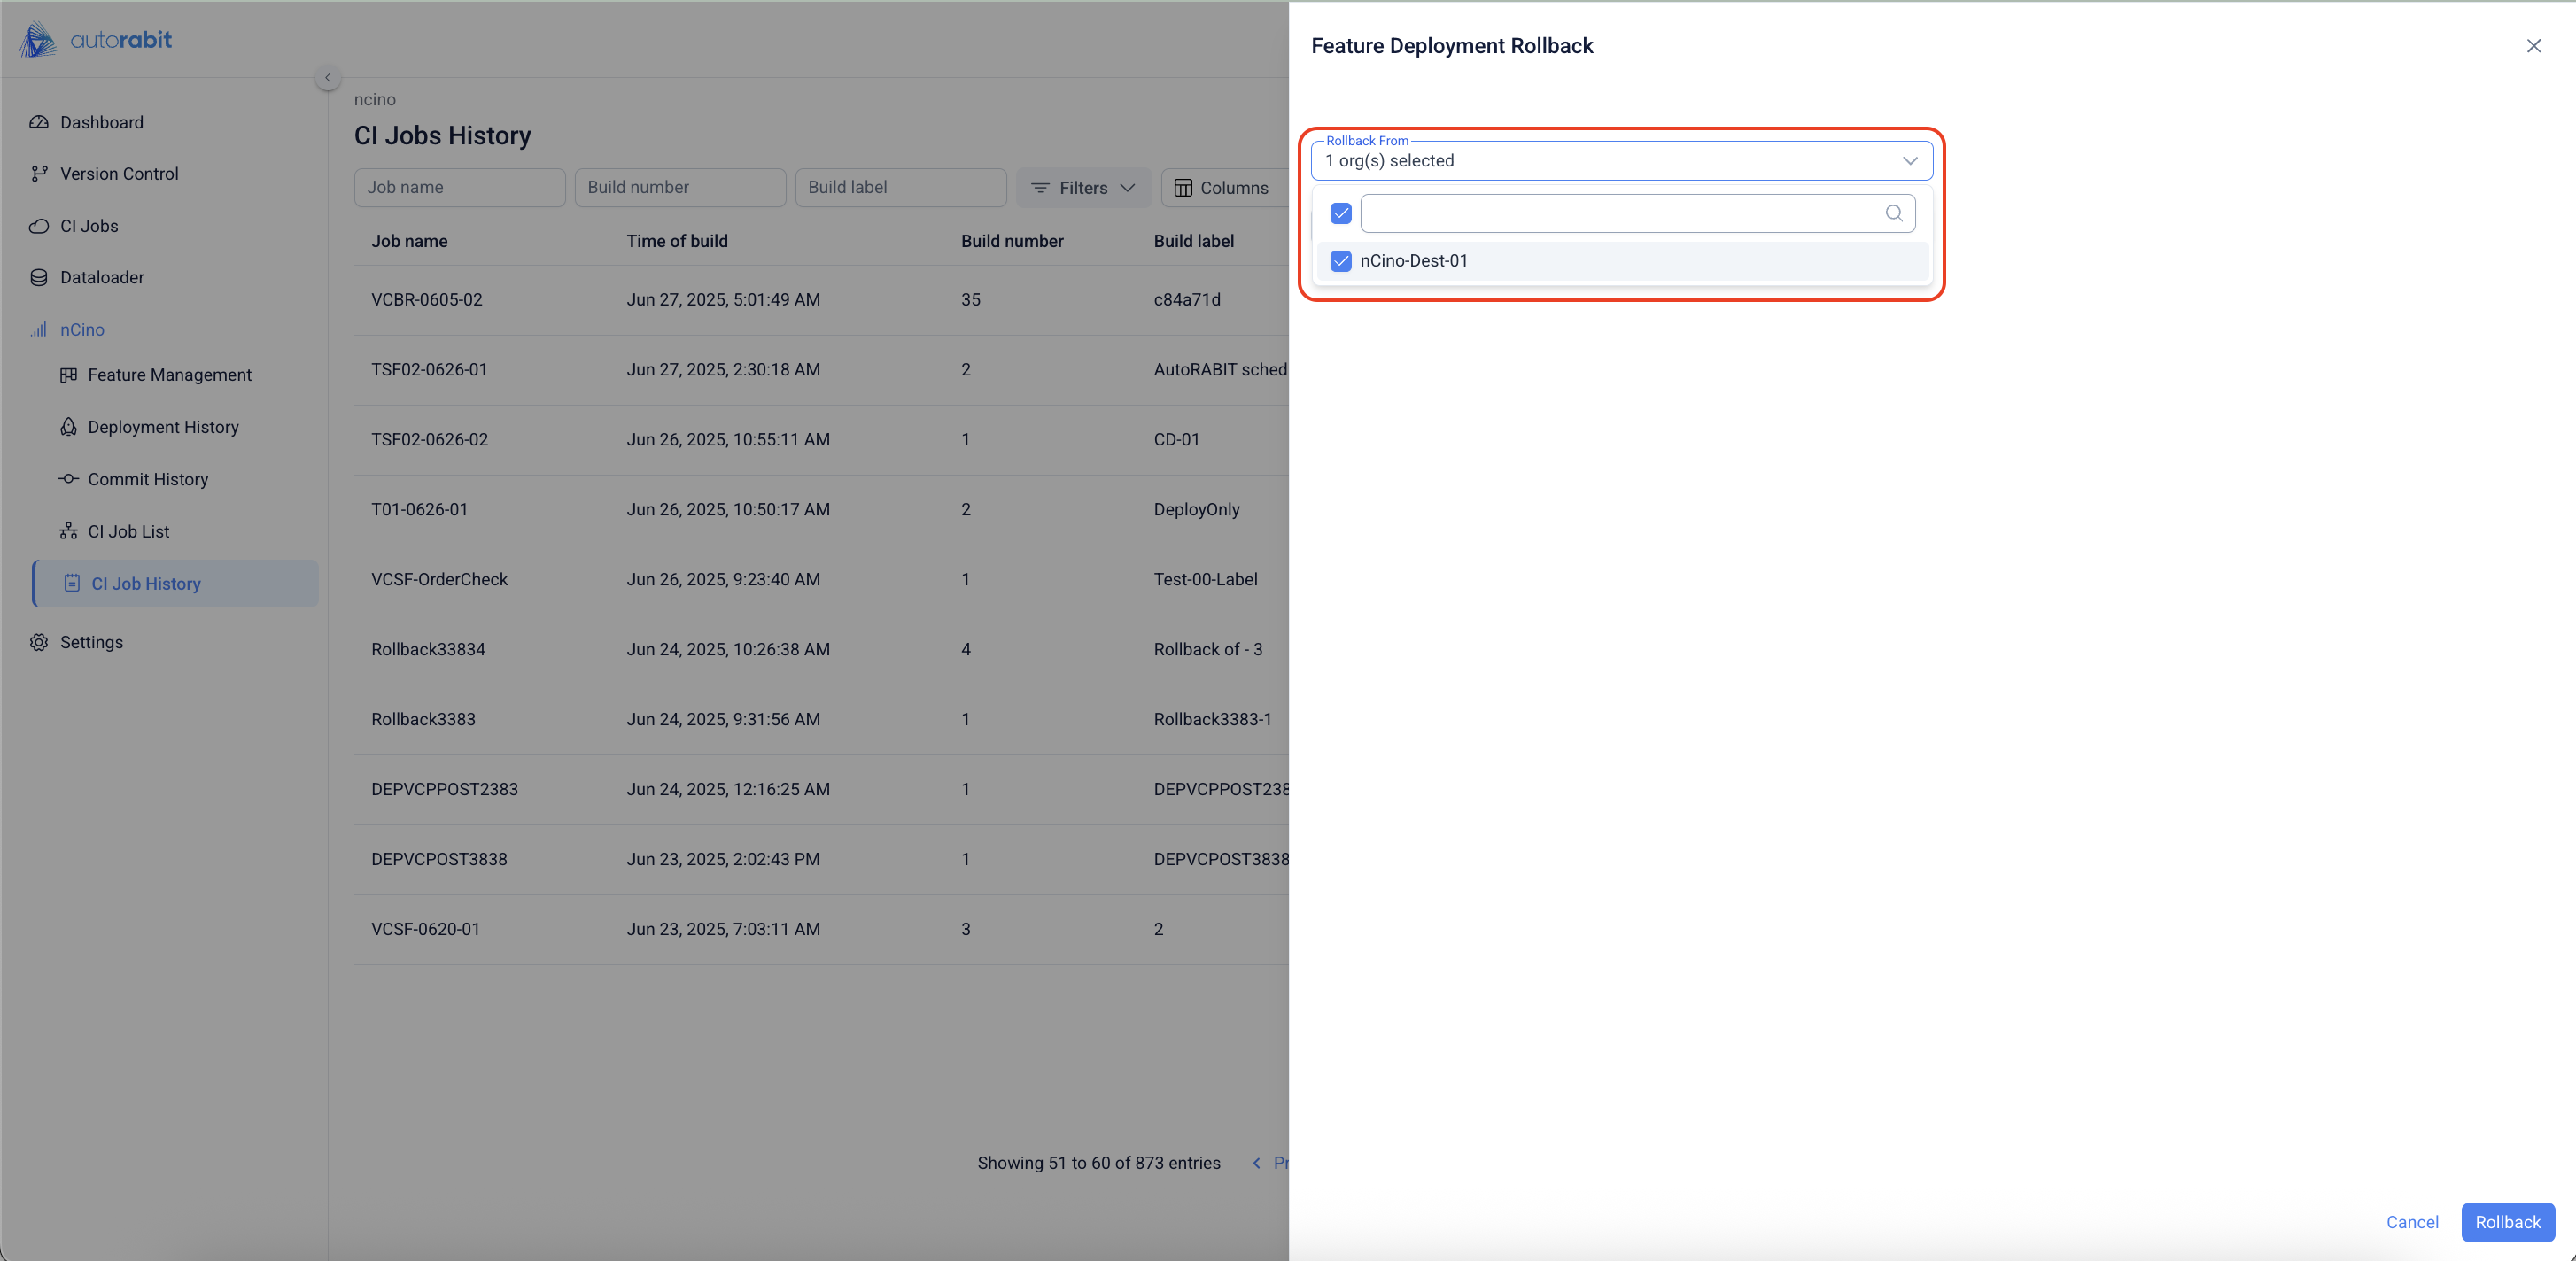 autorabit
Dashboard
Version Control
CI Jobs
Dataloader
nCino
Feature Management
Deployment History
Commit History
CI Job List
CI Job History
Settings
ncino
CI Jobs History
Job name Build number Build label Filters Columns
Job name Time of build Build number Build label
VCBR-0605-02 Jun 27, 2025, 5:01:49 AM 35 c84a71d
TSF02-0626-01 Jun 27, 2025, 2:30:18 AM 2 AutoRABIT sched
TSF02-0626-02 Jun 26, 2025, 10:55:11 AM 1 CD-01
T01-0626-01 Jun 26, 2025, 10:50:17 AM 2 DeployOnly
VCSF-OrderCheck Jun 26, 2025, 9:23:40 AM 1 Test-00-Label
Rollback33834 Jun 24, 2025, 10:26:38 AM 4 Rollback of - 3
Rollback3383 Jun 24, 2025, 9:31:56 AM 1 Rollback3383-1
DEPVCPPOST2383 Jun 24, 2025, 12:16:25 AM 1 DEPVCPPOST238
DEPVCPOST3838 Jun 23, 2025, 2:02:43 PM 1 DEPVCPOST3838
VCSF-0620-01 Jun 23, 2025, 7:03:11 AM 3 2
Showing 51 to 60 of 873 entries Pr
Feature Deployment Rollback
Rollback From
1 org(s) selected
nCino-Dest-01
Cancel Rollback